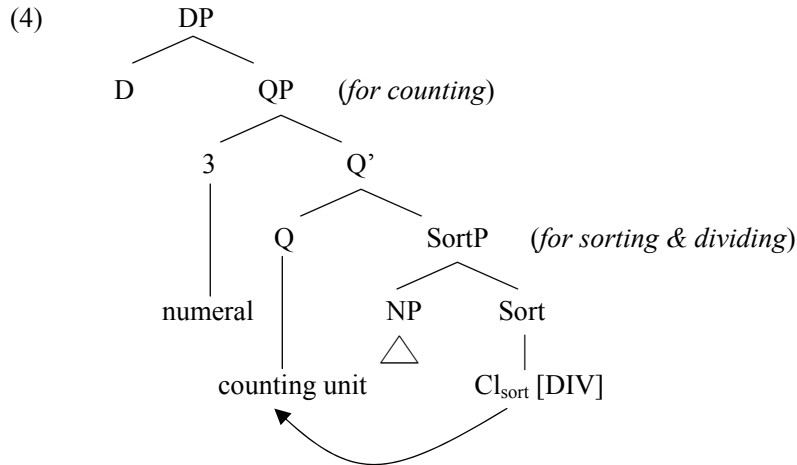 (4) DP
D QP (for counting)
3 Q’
Q SortP (for sorting & dividing)
numeral NP Sort
counting unit Clsort [DIV]